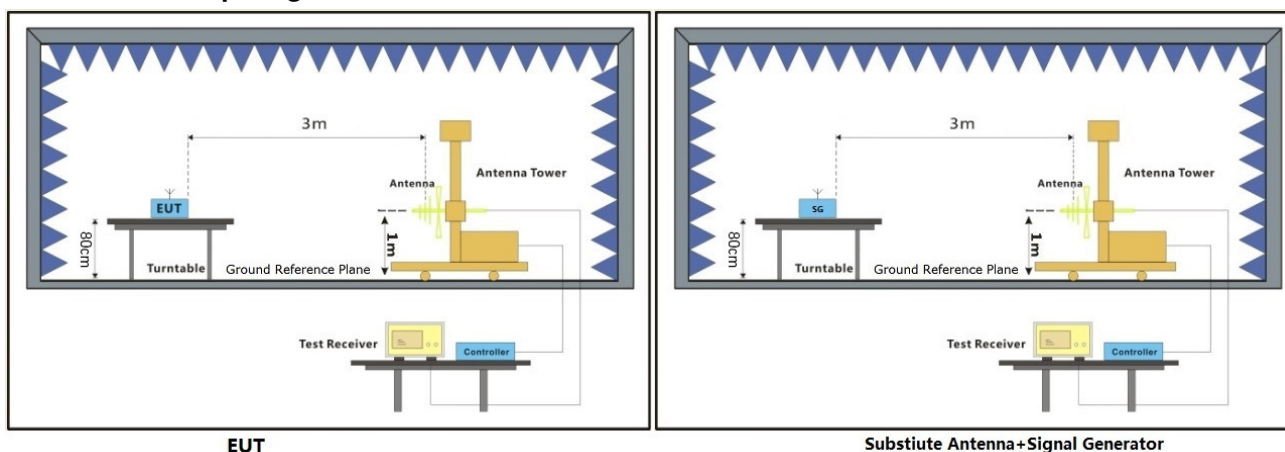 3m
Antenna Tower
Antenna
EUT
80cm
1m
Turntable
Ground Reference Plane
Test Receiver
Controller
EUT
3m
Antenna Tower
Antenna
SG
80cm
1m
Turntable
Ground Reference Plane
Test Receiver
Controller
Substiute Antenna+Signal Generator